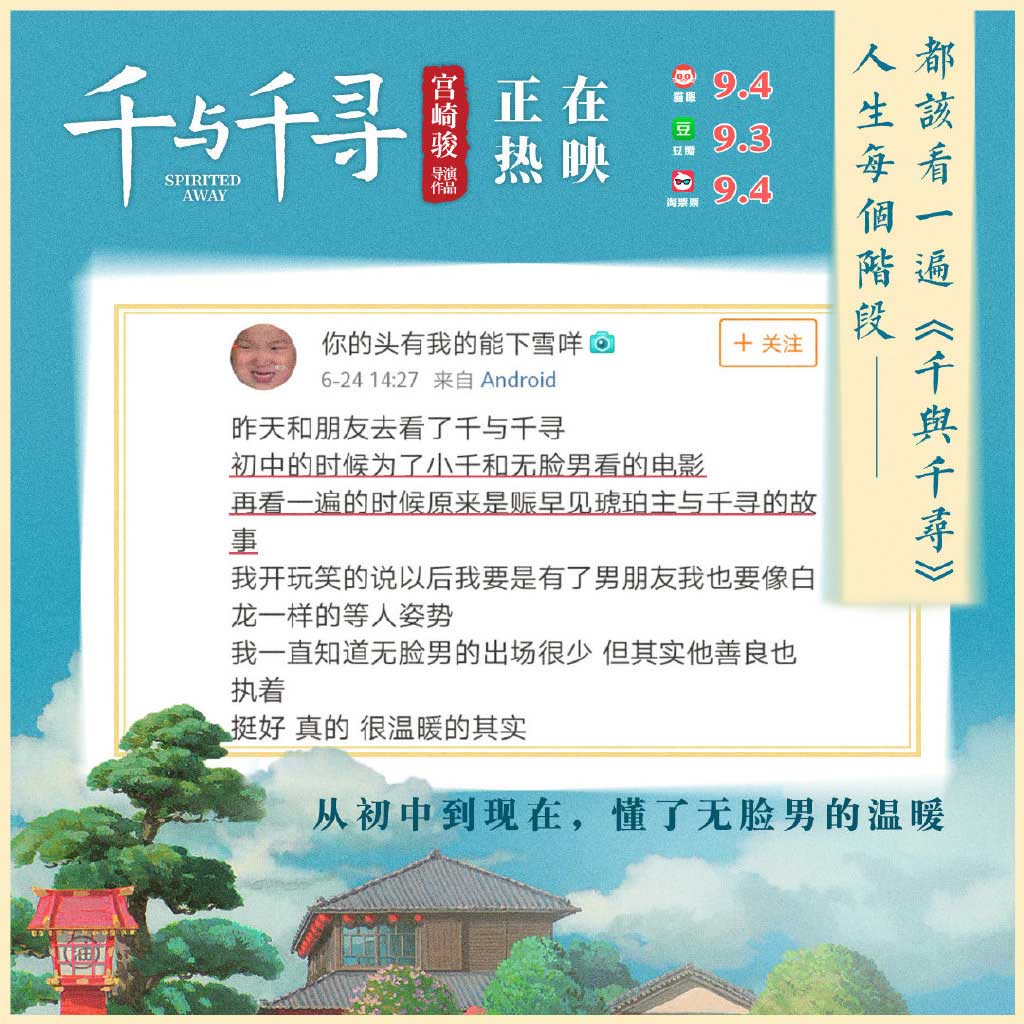 千与千寻
SPIRITED
AWAY
宫崎骏
导演
作品
正在
热映
猫眼 9.4
豆
豆瓣 9.3
淘票票 9.4
人生每個階段——
都該看一遍《千與千尋》
你的头有我的能下雪咩
6-24 14:27 来自 Android
+ 关注
昨天和朋友去看了千与千寻
初中的时候为了小千和无脸男看的电影
再看一遍的时候原来是赈早见琥珀主与千寻的故
事
我开玩笑的说以后我要是有了男朋友我也要像白
龙一样的等人姿势
我一直知道无脸男的出场很少 但其实他善良也
执着
挺好 真的 很温暖的其实
从初中到现在，懂了无脸男的温暖